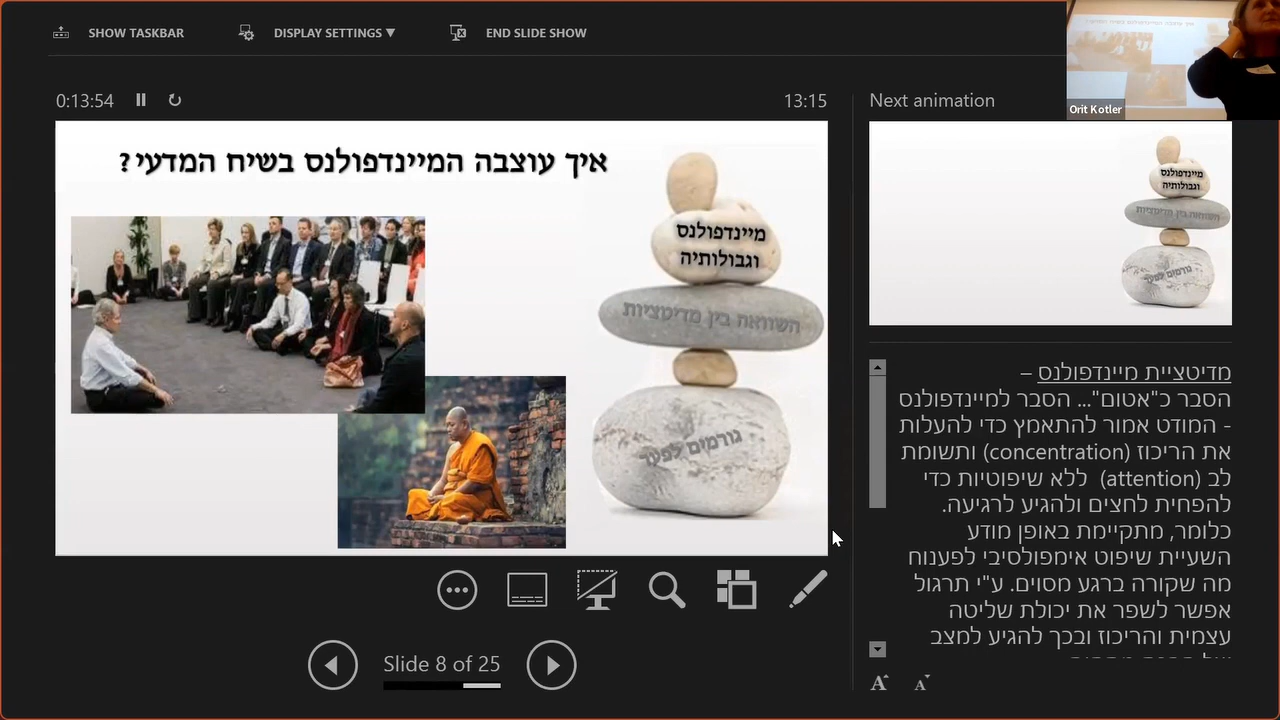 SHOW TASKBAR
DISPLAY SETTINGS ▼
END SLIDE SHOW
0:13:54
13:15
Next animation
Orit Kotler
איך עוצבה המיינדפולנס בשיח המדעי?
מיינדפולנס
וגבולותיה
השוואה בין מדיטציות
גורמים לפער
מיינדפולנס
וגבולותיה
השוואה בין מדיטציות
גורמים לפער
מדיטציית מיינדפולנס –
הסבר כ"אטום"... הסבר למיינדפולנס
- המודט אמור להתאמץ כדי להעלות
את הריכוז (concentration) ותשומת
לב (attention) ללא שיפוטיות כדי
להפחית לחצים ולהגיע לרגיעה.
כלומר, מתקיימת באופן מודע
השעיית שיפוט אימפולסיבי לפענוח
מה שקורה ברגע מסוים. ע"י תרגול
אפשר לשפר את יכולת שליטה
עצמית והריכוז ובכך להגיע למצב
Slide 8 of 25
A A